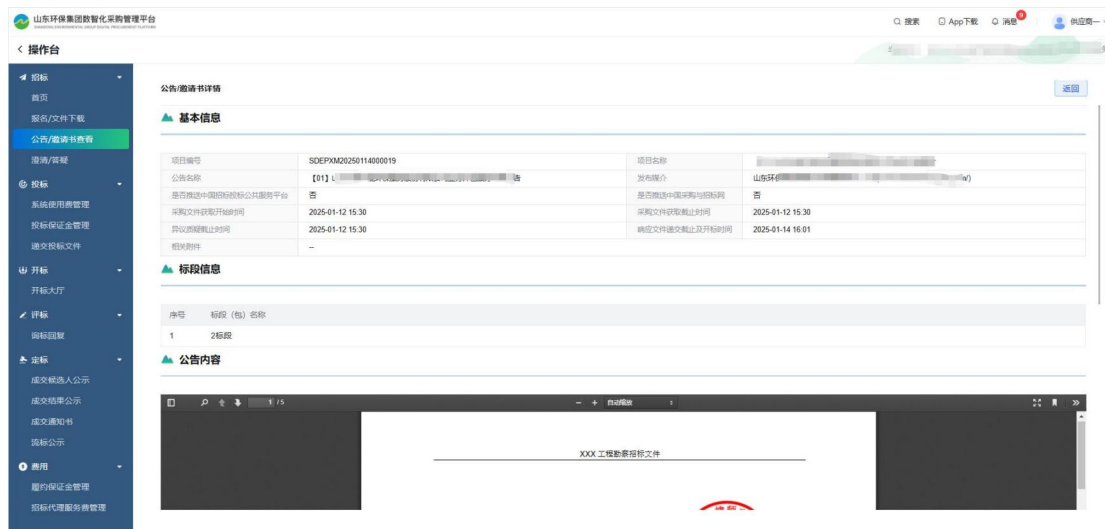 山东环保集团数智化采购管理平台
搜索 App下载 消息 9 供应商一
操作台
招标
首页
报名/文件下载
公告/邀请书查看
澄清/答疑
投标
系统使用费管理
投标保证金管理
递交投标文件
开标
开标大厅
评标
询标回复
定标
成交候选人公示
成交结果公示
成交通知书
流标公示
费用
履约保证金管理
招标代理服务费管理
公告/邀请书详情 返回
基本信息
项目编号 SDEPXM20250114000019 项目名称
公告名称 【01】 告 发布媒介 山东环 n/)
是否推送中国招标投标公共服务平台 否 是否推送中国采购与招标网 否
采购文件获取开始时间 2025-01-12 15:30 采购文件获取截止时间 2025-01-12 15:30
异议质疑截止时间 2025-01-12 15:30 响应文件递交截止及开标时间 2025-01-14 16:01
相关附件 --
标段信息
序号 标段（包）名称
1 2标段
公告内容
1 / 5 自动缩放
XXX 工程勘察招标文件